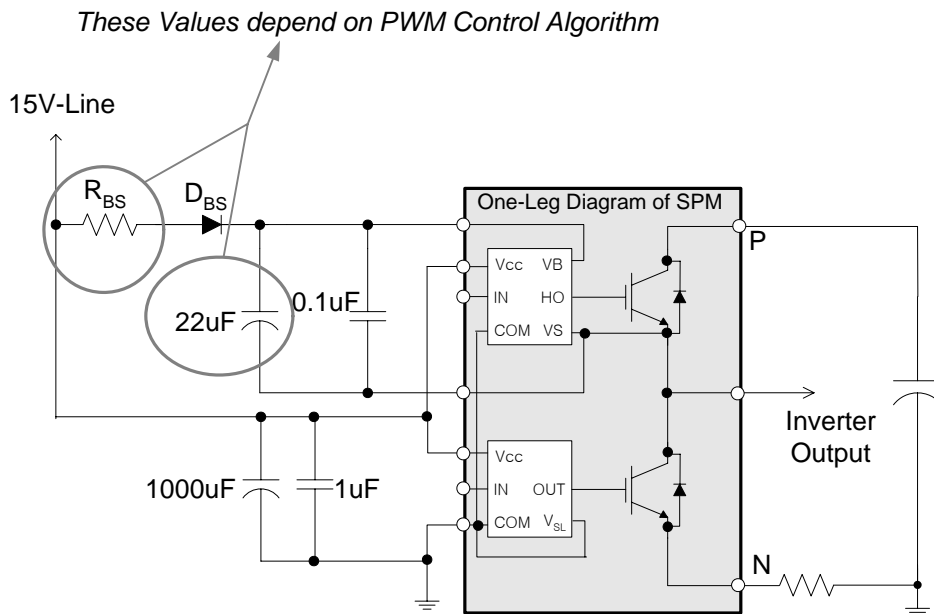 These Values depend on PWM Control Algorithm
15V-Line
R_BS
D_BS
One-Leg Diagram of SPM
P
Vcc VB
IN HO
COM VS
22uF
0.1uF
Inverter
Output
Vcc
IN OUT
COM V_SL
1000uF
1uF
N